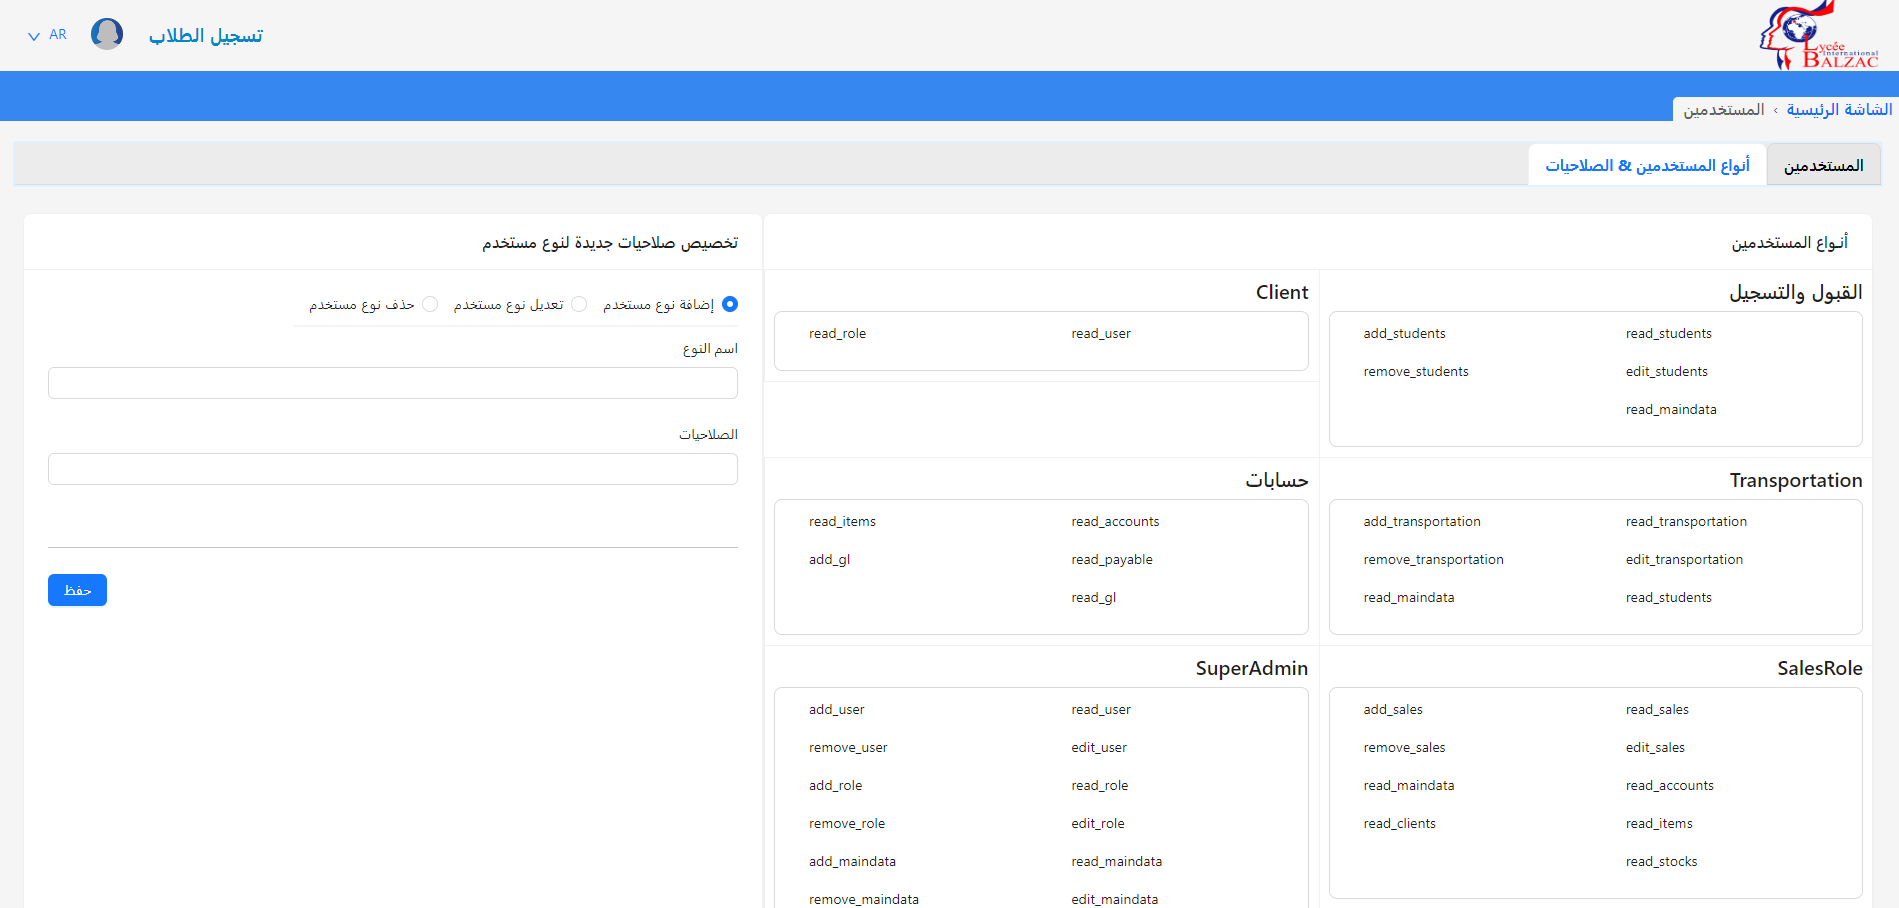 Lycée
International
BALZAC
تسجيل الطلاب
AR
الشاشة الرئيسية › المستخدمين
المستخدمين
أنواع المستخدمين & الصلاحيات
أنـواع المستخدمين
القبول والتسجيل
read_students add_students
edit_students remove_students
read_maindata
Client
read_user read_role
Transportation
read_transportation add_transportation
edit_transportation remove_transportation
read_students read_maindata
حسابات
read_accounts read_items
read_payable add_gl
read_gl
SalesRole
read_sales add_sales
edit_sales remove_sales
read_accounts read_maindata
read_items read_clients
read_stocks
SuperAdmin
read_user add_user
edit_user remove_user
read_role add_role
edit_role remove_role
read_maindata add_maindata
edit_maindata remove_maindata
تخصيص صلاحيات جديدة لنوع مستخدم
إضافة نوع مستخدم تعديل نوع مستخدم حذف نوع مستخدم
اسم النوع
الصلاحيات
حفظ